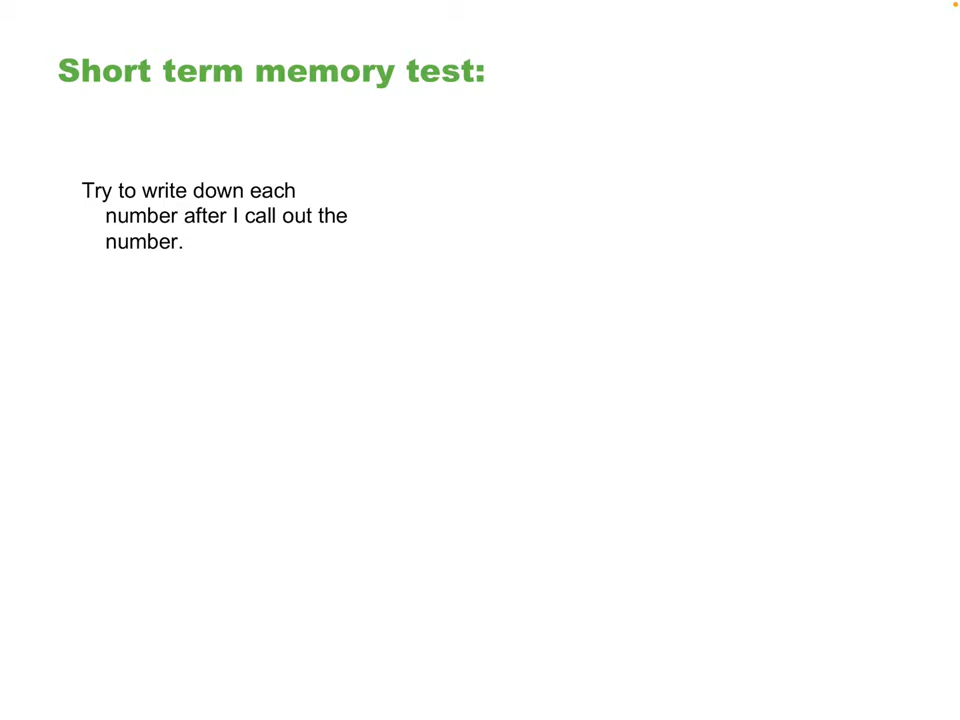 Short term memory test:
Try to write down each
number after I call out the
number.